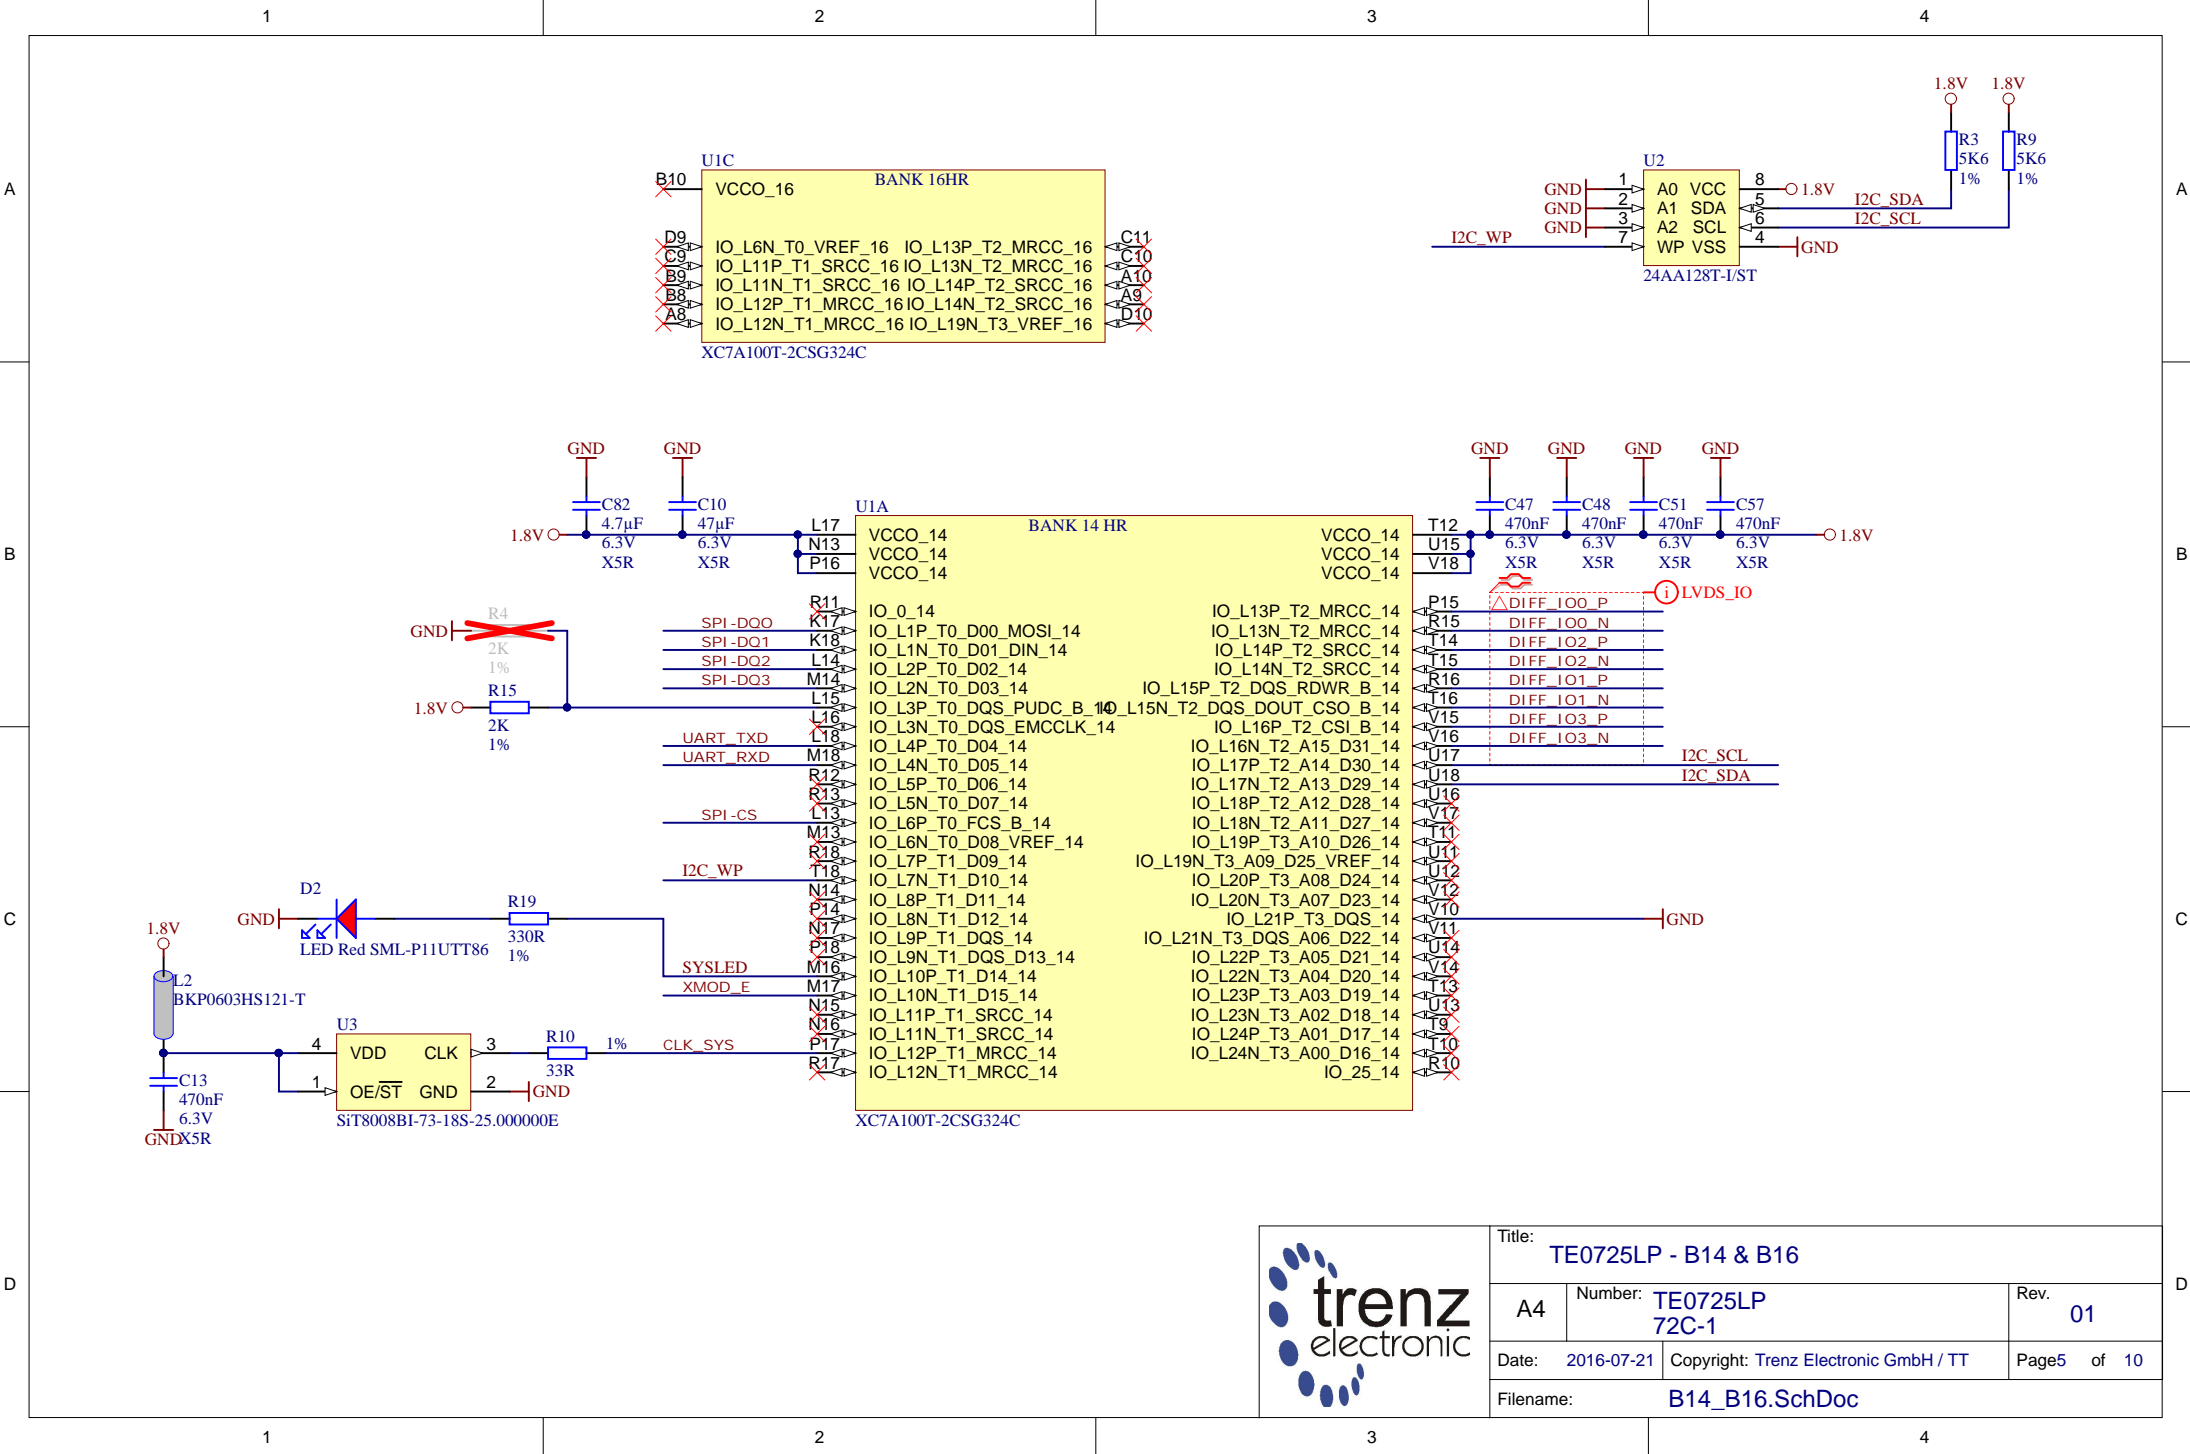 1 2 3 4
A A
B B
C C
D D
1 2 3 4
U1C
BANK 16HR
B10 VCCO_16
D9 IO_L6N_T0_VREF_16 IO_L13P_T2_MRCC_16 C11
C9 IO_L11P_T1_SRCC_16 IO_L13N_T2_MRCC_16 C10
B9 IO_L11N_T1_SRCC_16 IO_L14P_T2_SRCC_16 A10
B8 IO_L12P_T1_MRCC_16 IO_L14N_T2_SRCC_16 A9
A8 IO_L12N_T1_MRCC_16 IO_L19N_T3_VREF_16 D10
XC7A100T-2CSG324C
1.8V 1.8V
R3 R9
5K6 5K6
1% 1%
U2
GND 1 A0 VCC 8 1.8V
GND 2 A1 SDA 5 I2C_SDA
GND 3 A2 SCL 6 I2C_SCL
I2C_WP 7 WP VSS 4 GND
24AA128T-I/ST
GND GND
C82 C10
4.7µF 47µF
6.3V 6.3V
X5R X5R
1.8V
GND GND GND GND
C47 C48 C51 C57
470nF 470nF 470nF 470nF
6.3V 6.3V 6.3V 6.3V
X5R X5R X5R X5R
1.8V
U1A
BANK 14 HR
L17 VCCO_14 VCCO_14 T12
N13 VCCO_14 VCCO_14 U15
P16 VCCO_14 VCCO_14 V18
LVDS_IO
R11 IO_0_14 IO_L13P_T2_MRCC_14 P15 DIFF_IO0_P
SPI-DQ0 K17 IO_L1P_T0_D00_MOSI_14 IO_L13N_T2_MRCC_14 R15 DIFF_IO0_N
SPI-DQ1 K18 IO_L1N_T0_D01_DIN_14 IO_L14P_T2_SRCC_14 T14 DIFF_IO2_P
SPI-DQ2 L14 IO_L2P_T0_D02_14 IO_L14N_T2_SRCC_14 T15 DIFF_IO2_N
SPI-DQ3 M14 IO_L2N_T0_D03_14 IO_L15P_T2_DQS_RDWR_B_14 R16 DIFF_IO1_P
L15 IO_L3P_T0_DQS_PUDC_B_14 IO_L15N_T2_DQS_DOUT_CSO_B_14 T16 DIFF_IO1_N
L16 IO_L3N_T0_DQS_EMCCLK_14 IO_L16P_T2_CSI_B_14 V15 DIFF_IO3_P
UART_TXD L18 IO_L4P_T0_D04_14 IO_L16N_T2_A15_D31_14 V16 DIFF_IO3_N
UART_RXD M18 IO_L4N_T0_D05_14 IO_L17P_T2_A14_D30_14 U17 I2C_SCL
R12 IO_L5P_T0_D06_14 IO_L17N_T2_A13_D29_14 U18 I2C_SDA
R13 IO_L5N_T0_D07_14 IO_L18P_T2_A12_D28_14 U16
SPI-CS L13 IO_L6P_T0_FCS_B_14 IO_L18N_T2_A11_D27_14 V17
M13 IO_L6N_T0_D08_VREF_14 IO_L19P_T3_A10_D26_14 T11
R18 IO_L7P_T1_D09_14 IO_L19N_T3_A09_D25_VREF_14 U11
I2C_WP T18 IO_L7N_T1_D10_14 IO_L20P_T3_A08_D24_14 U12
N14 IO_L8P_T1_D11_14 IO_L20N_T3_A07_D23_14 V12
P14 IO_L8N_T1_D12_14 IO_L21P_T3_DQS_14 V10 GND
N17 IO_L9P_T1_DQS_14 IO_L21N_T3_DQS_A06_D22_14 V11
P18 IO_L9N_T1_DQS_D13_14 IO_L22P_T3_A05_D21_14 U14
SYSLED M16 IO_L10P_T1_D14_14 IO_L22N_T3_A04_D20_14 V14
XMOD_E M17 IO_L10N_T1_D15_14 IO_L23P_T3_A03_D19_14 T13
N15 IO_L11P_T1_SRCC_14 IO_L23N_T3_A02_D18_14 U13
N16 IO_L11N_T1_SRCC_14 IO_L24P_T3_A01_D17_14 T9
CLK_SYS P17 IO_L12P_T1_MRCC_14 IO_L24N_T3_A00_D16_14 T10
R17 IO_L12N_T1_MRCC_14 IO_25_14 R10
XC7A100T-2CSG324C
R4
GND
2K
1%
R15
1.8V
2K
1%
D2
GND
LED Red SML-P11UTT86
R19
330R
1%
1.8V
L2
BKP0603HS121-T
U3
4 VDD CLK 3
1 OE/ST GND 2 GND
SiT8008BI-73-18S-25.000000E
R10
1%
33R
C13
470nF
6.3V
X5R
GND
trenz
electronic
Title:
TE0725LP - B14 & B16
A4 Number: TE0725LP
72C-1
Rev.
01
Date: 2016-07-21 Copyright: Trenz Electronic GmbH / TT Page5 of 10
Filename: B14_B16.SchDoc